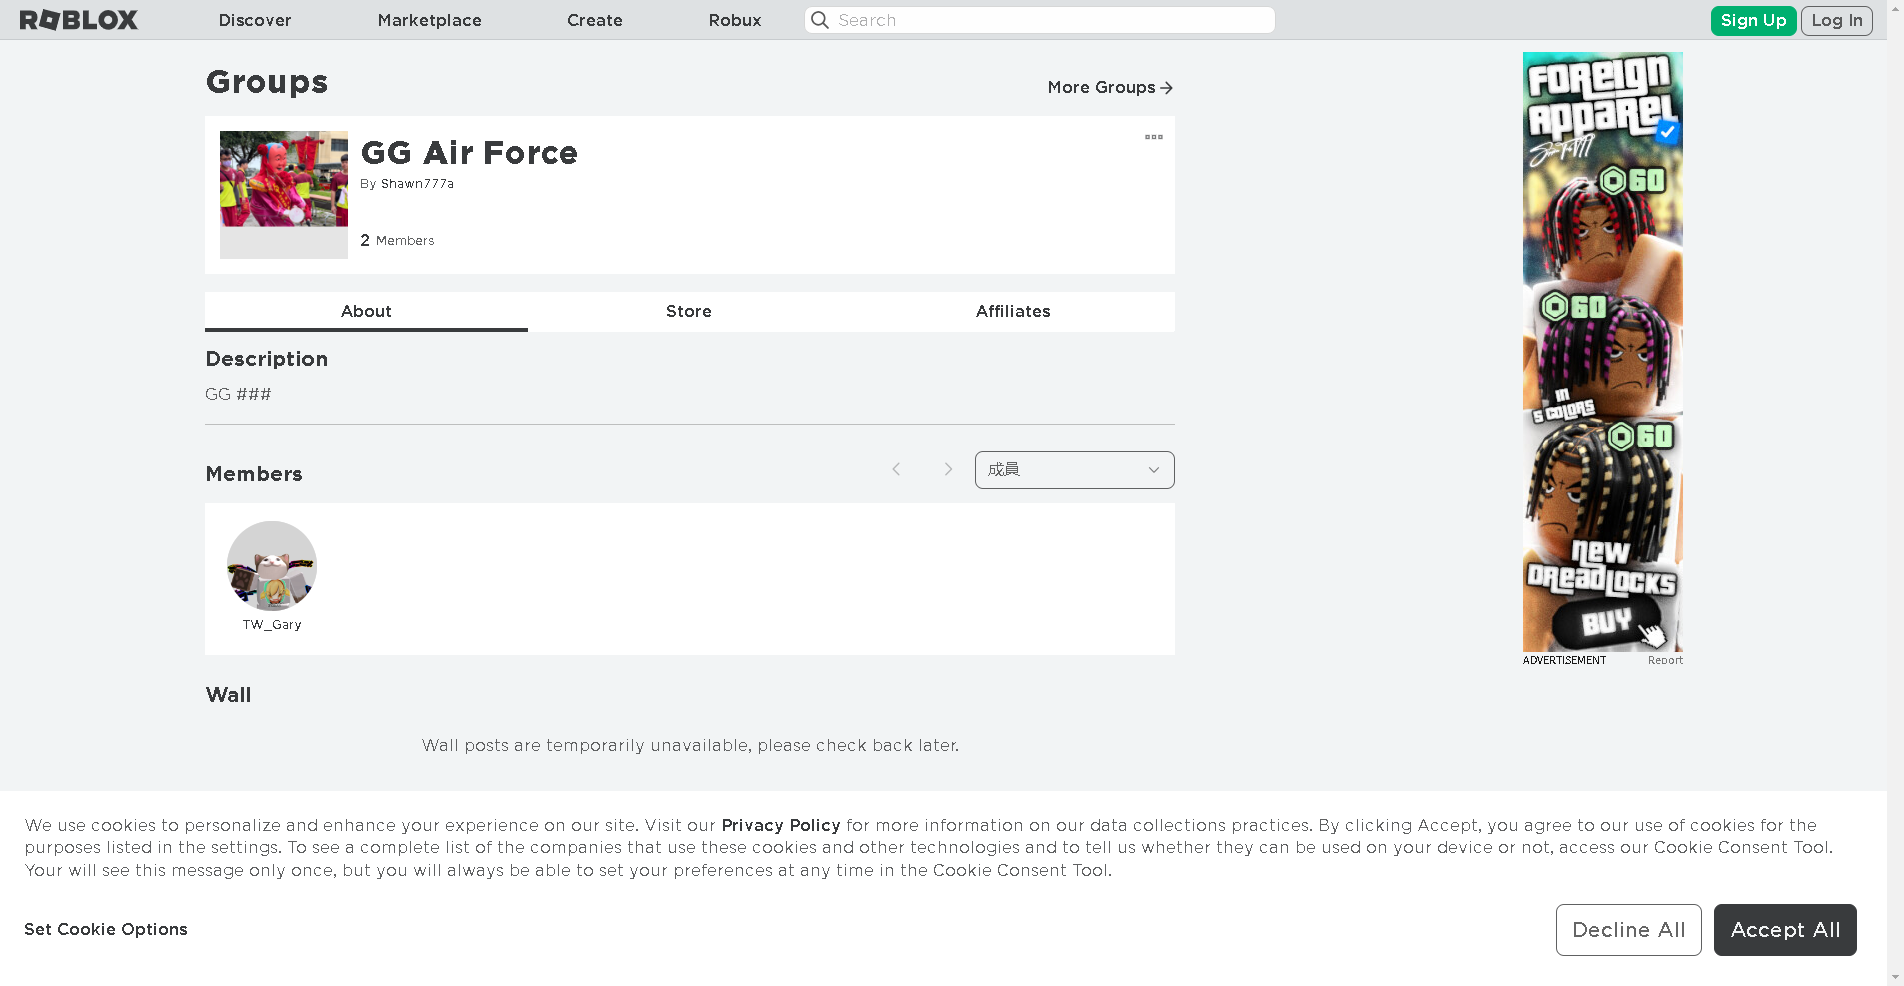 ROBLOX
Discover
Marketplace
Create
Robux
Search
Sign Up
Log In
Groups
More Groups
GG Air Force
By Shawn777a
2 Members
About
Store
Affiliates
Description
GG ###
Members
成員
TW_Gary
Wall
Wall posts are temporarily unavailable, please check back later.
FOREIGN
APPAREL
60
60
IN
5 COLORS
60
NEW
DREADLOCKS
BUY
ADVERTISEMENT
Report
We use cookies to personalize and enhance your experience on our site. Visit our Privacy Policy for more information on our data collections practices. By clicking Accept, you agree to our use of cookies for the
purposes listed in the settings. To see a complete list of the companies that use these cookies and other technologies and to tell us whether they can be used on your device or not, access our Cookie Consent Tool.
Your will see this message only once, but you will always be able to set your preferences at any time in the Cookie Consent Tool.
Set Cookie Options
Decline All
Accept All